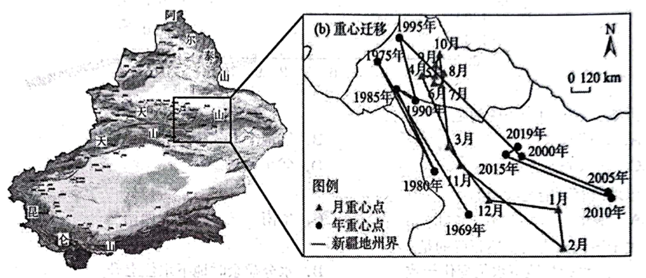 阿
尔
泰
山
天
山
山
天
昆
仑
山
(b) 重心迁移
1995年
N
0 120 km
10月
9月
1975年
4月
8月
6月
7月
1985年
1990年
3月
2019年
2000年
2015年
11月
1980年
2005年
2010年
12月
1月
1969年
2月
图例
月重心点
年重心点
新疆地州界